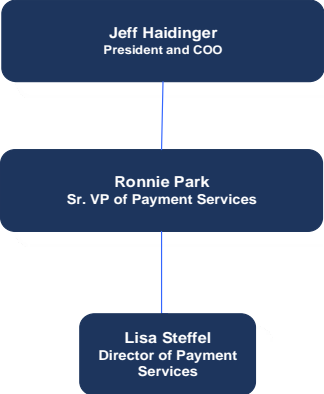 Jeff Haidinger
President and COO
Ronnie Park
Sr. VP of Payment Services
Lisa Steffel
Director of Payment
Services